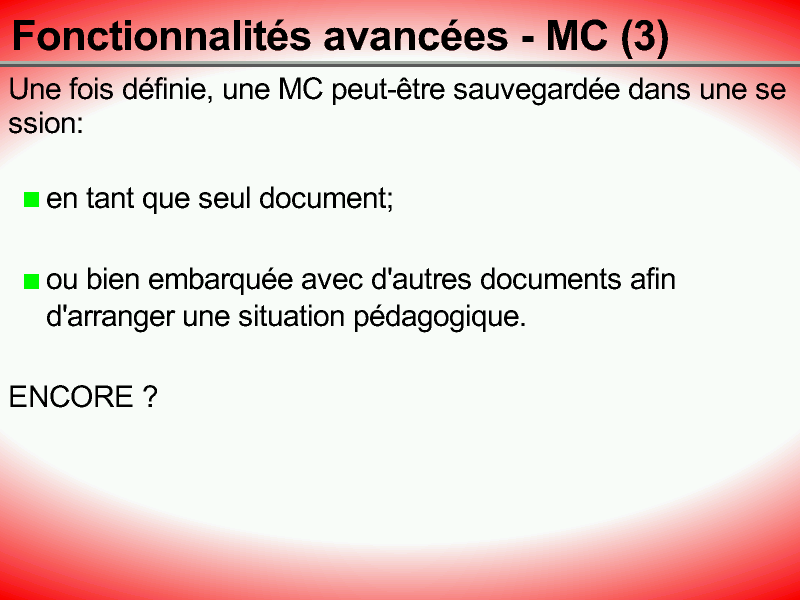 Fonctionnalités avancées - MC (3)
Une fois définie, une MC peut-être sauvegardée dans une se
ssion:
en tant que seul document;
ou bien embarquée avec d'autres documents afin
d'arranger une situation pédagogique.
ENCORE ?